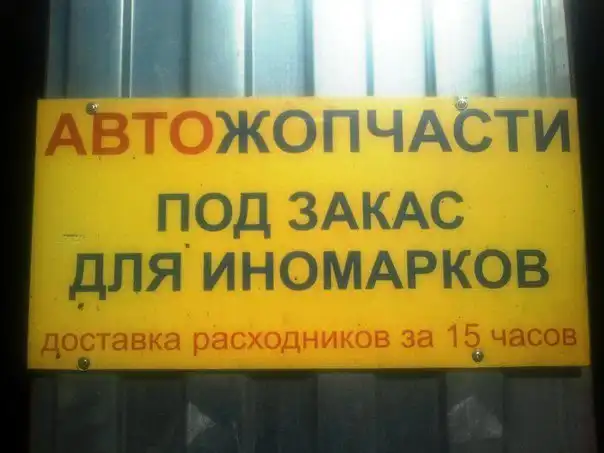 АВТОЖОПЧАСТИ
ПОД ЗАКАС
ДЛЯ ИНОМАРКОВ
доставка расходников за 15 часов